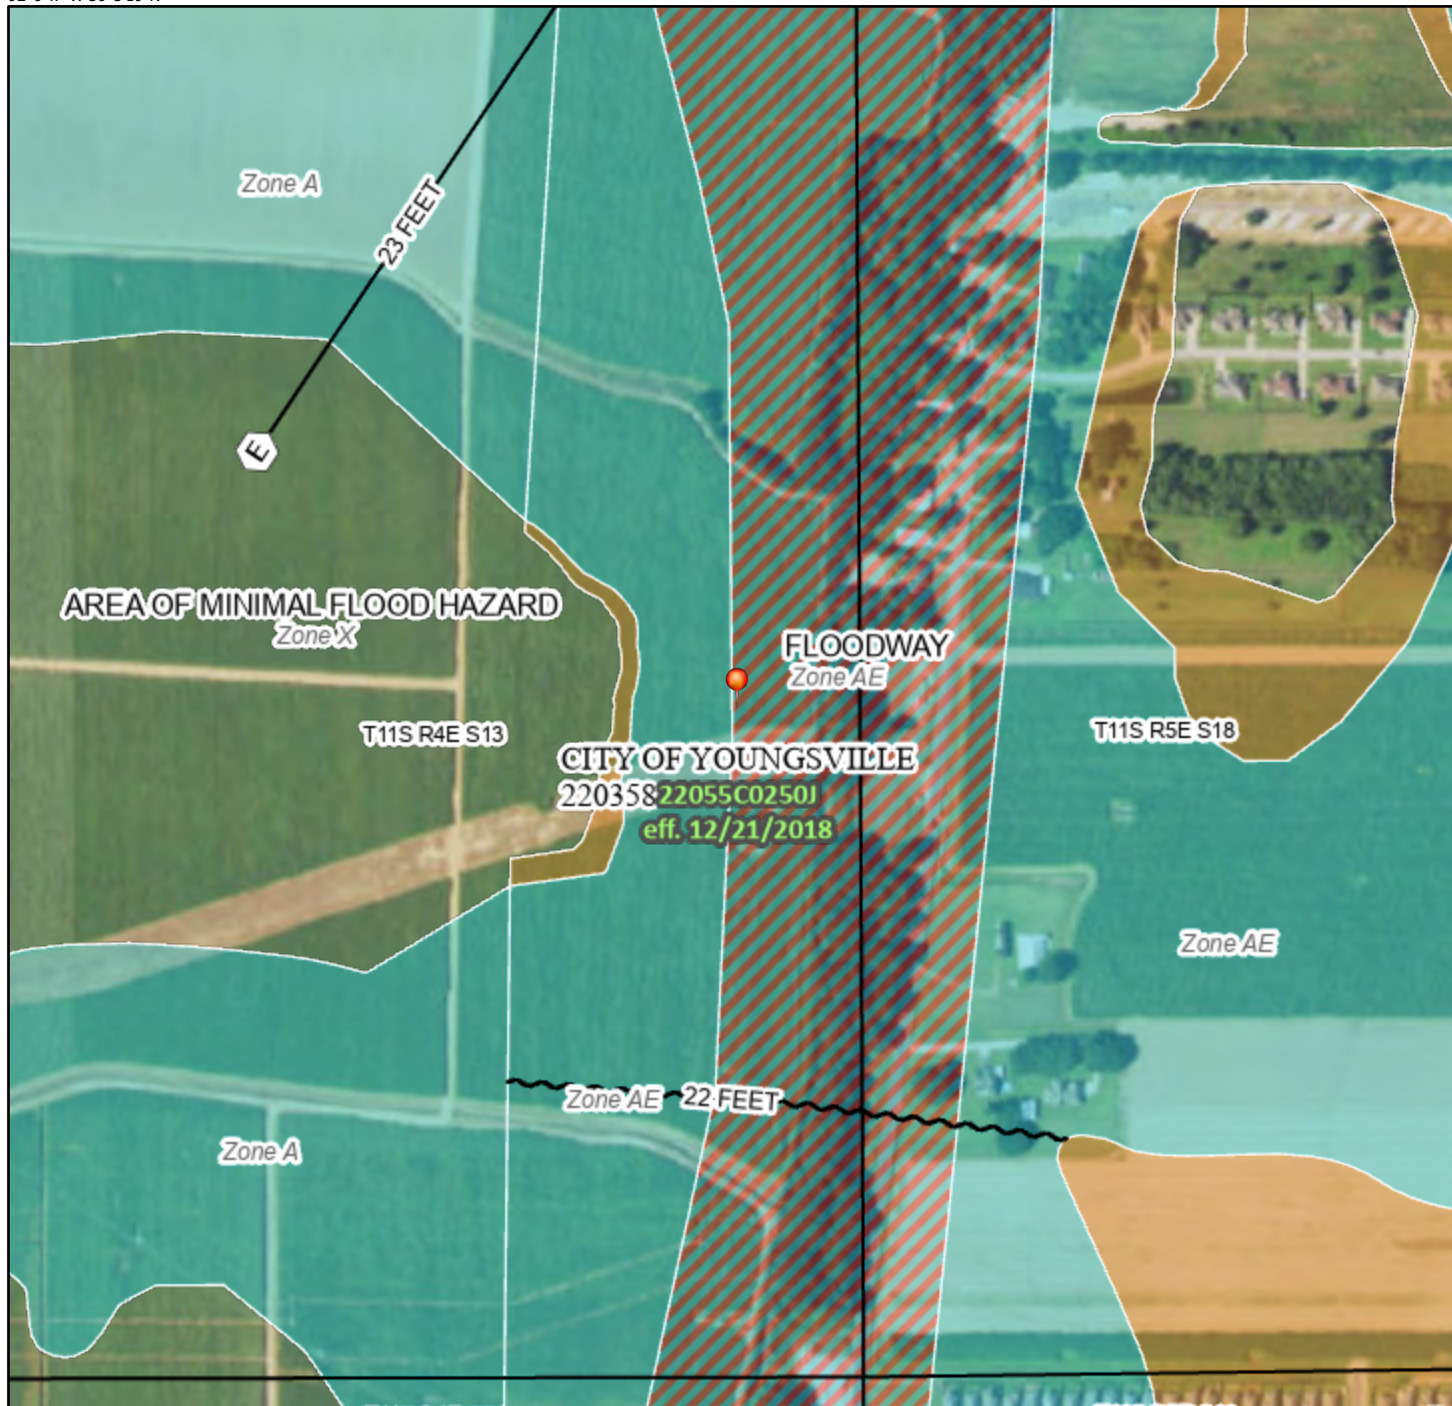 Zone A
23 FEET
E
AREA OF MINIMAL FLOOD HAZARD
Zone X
FLOODWAY
Zone AE
T11S R4E S13
T11S R5E S18
CITY OF YOUNGSVILLE
220358
22055C0250J
eff. 12/21/2018
Zone AE
Zone AE
22 FEET
Zone A